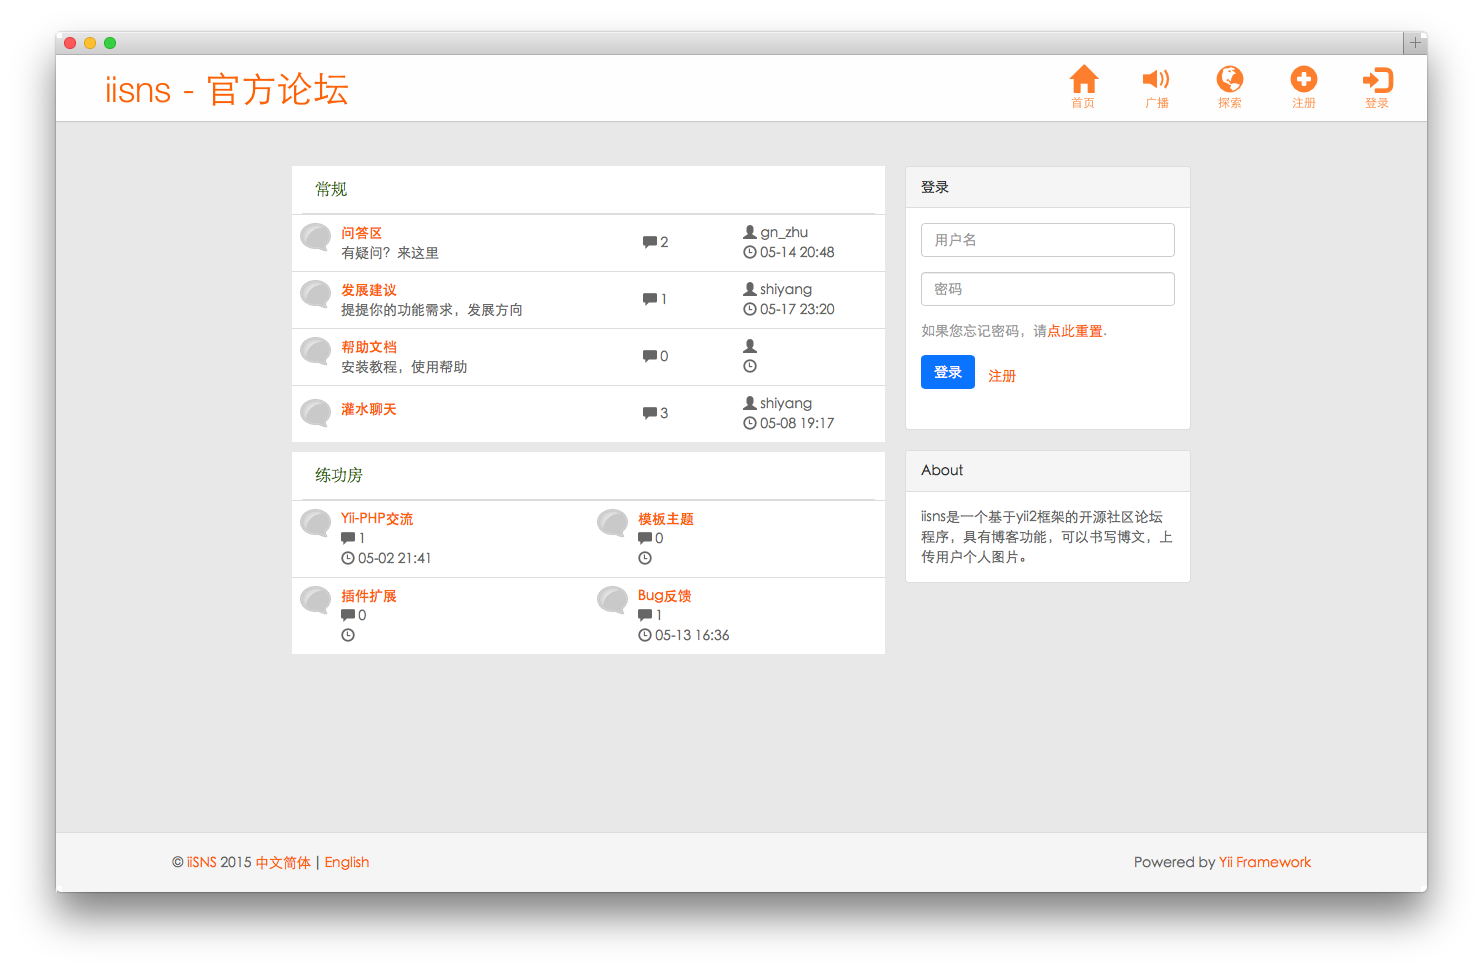 iisns - 官方论坛
首页
广播
探索
注册
登录
常规
问答区
有疑问？来这里
2
gn_zhu
05-14 20:48
发展建议
提提你的功能需求，发展方向
1
shiyang
05-17 23:20
帮助文档
安装教程，使用帮助
0
灌水聊天
3
shiyang
05-08 19:17
练功房
Yii-PHP交流
1
05-02 21:41
模板主题
0
插件扩展
0
Bug反馈
1
05-13 16:36
登录
用户名
密码
如果您忘记密码，请点此重置.
登录 注册
About
iisns是一个基于yii2框架的开源社区论坛
程序，具有博客功能，可以书写博文，上
传用户个人图片。
© iiSNS 2015 中文简体 | English
Powered by Yii Framework